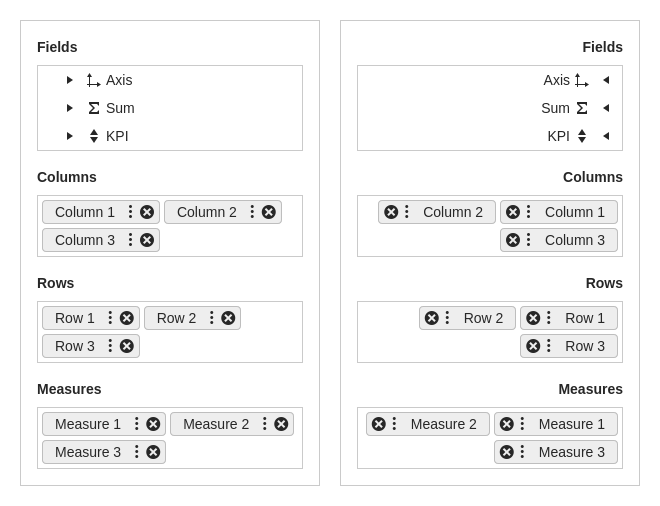 Fields
Axis
Sum
KPI
Columns
Column 1 Column 2
Column 3
Rows
Row 1 Row 2
Row 3
Measures
Measure 1 Measure 2
Measure 3
Fields
Axis
Sum
KPI
Columns
Column 2 Column 1
Column 3
Rows
Row 2 Row 1
Row 3
Measures
Measure 2 Measure 1
Measure 3